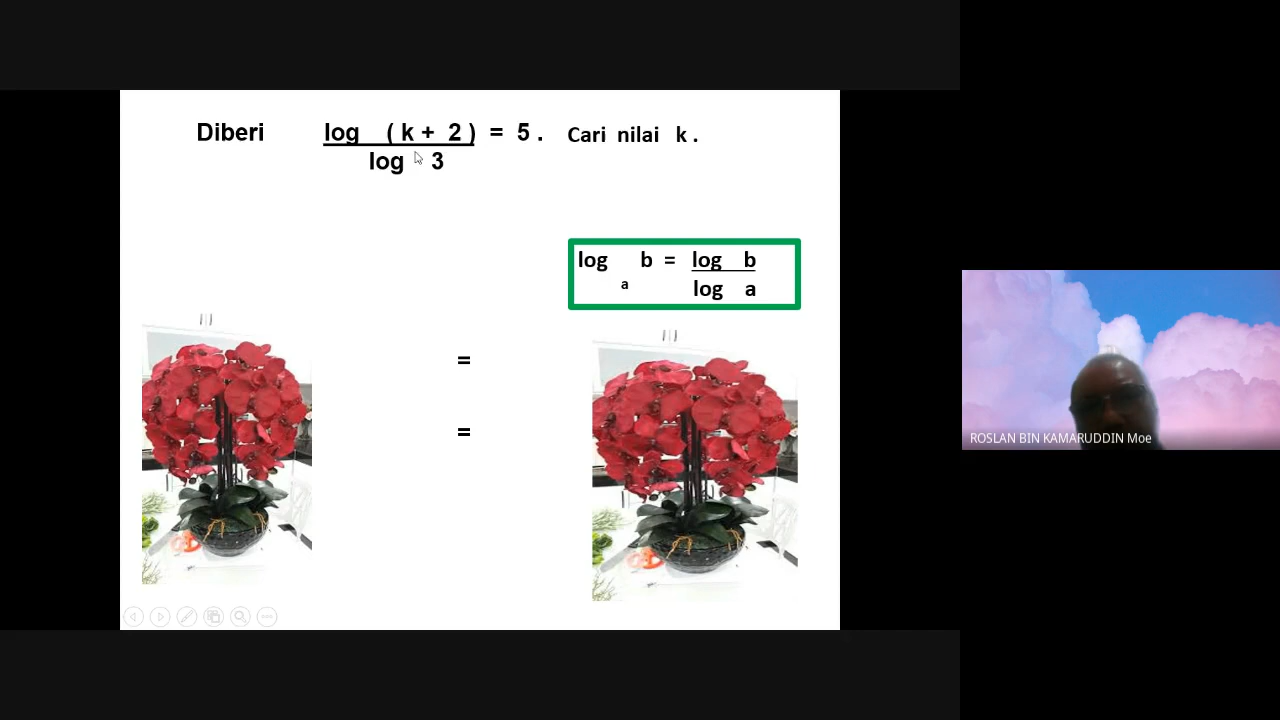 Diberi log ( k + 2 ) = 5 . Cari nilai k .
log 3
log b = log b
a log a
=
=
ROSLAN BIN KAMARUDDIN Moe